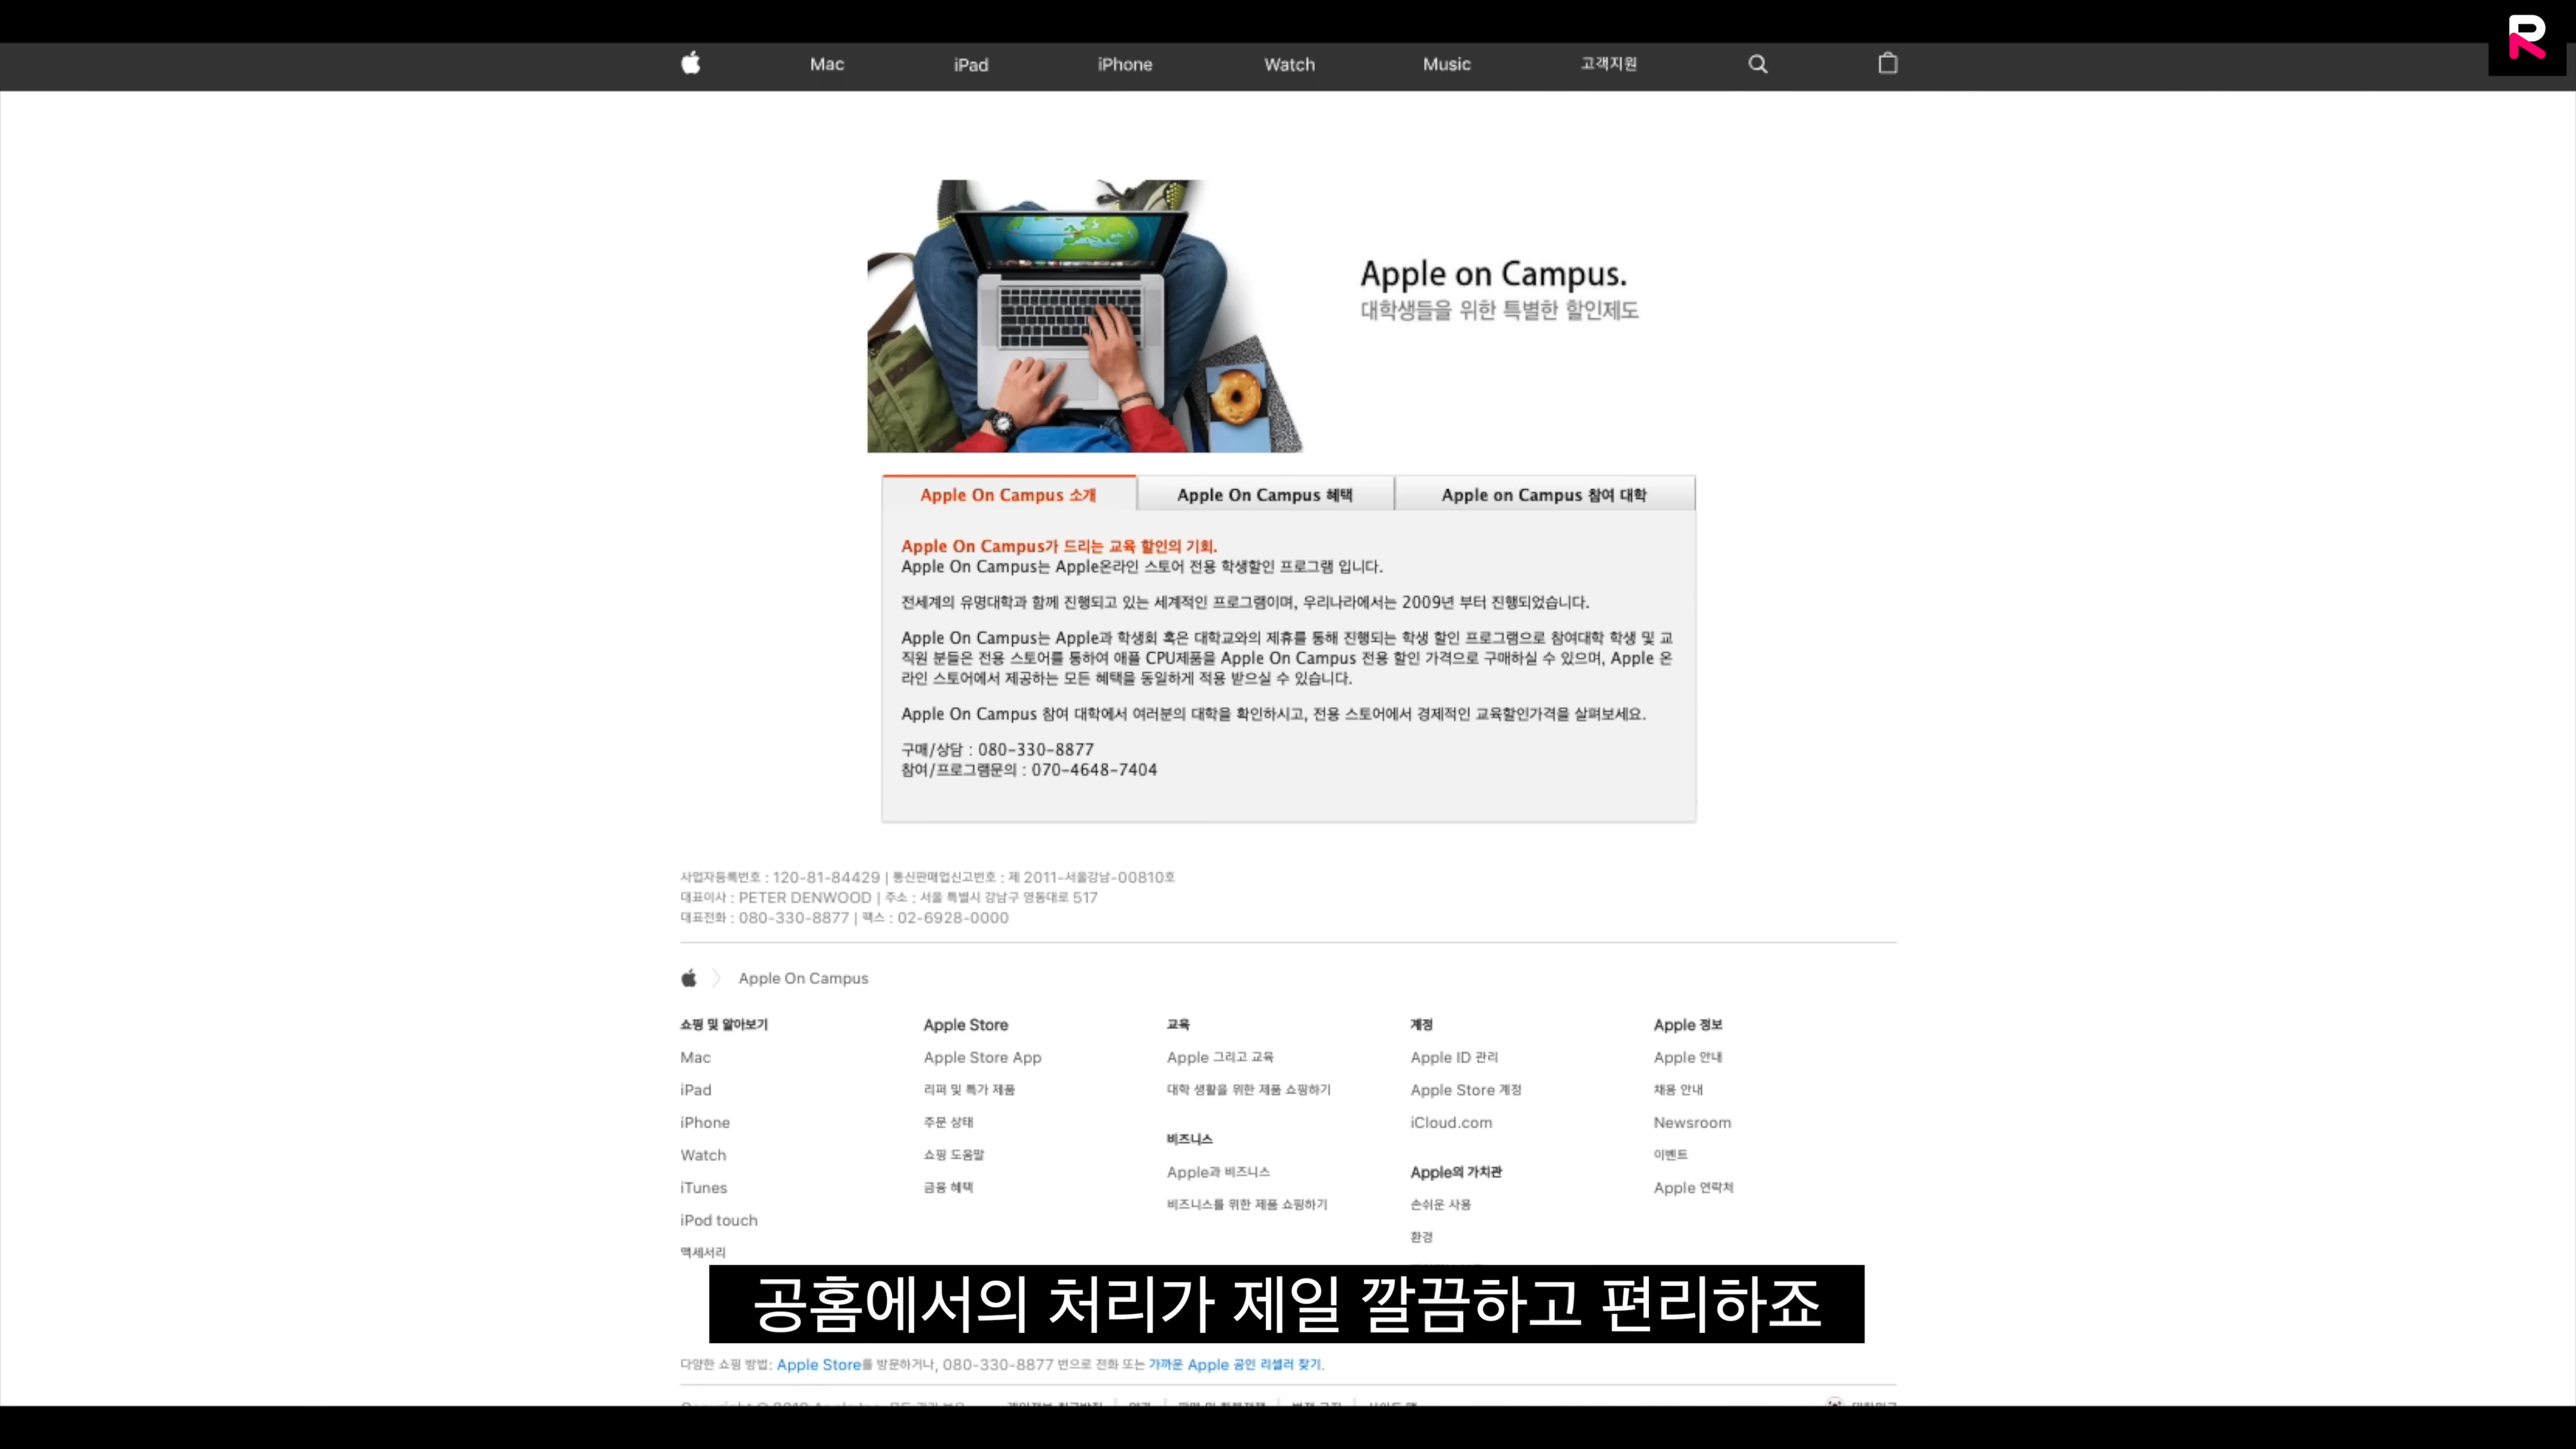 Mac
iPad
iPhone
Watch
Music
고객지원
Apple on Campus.
대학생들을 위한 특별한 할인제도
Apple On Campus 소개
Apple On Campus 혜택
Apple on Campus 참여 대학
Apple On Campus가 드리는 교육 할인의 기회.
Apple On Campus는 Apple온라인 스토어 전용 학생할인 프로그램 입니다.
전세계의 유명대학과 함께 진행되고 있는 세계적인 프로그램이며, 우리나라에서는 2009년 부터 진행되었습니다.
Apple On Campus는 Apple과 학생회 혹은 대학교와의 제휴를 통해 진행되는 학생 할인 프로그램으로 참여대학 학생 및 교
직원 분들은 전용 스토어를 통하여 애플 CPU제품을 Apple On Campus 전용 할인 가격으로 구매하실 수 있으며, Apple 온
라인 스토어에서 제공하는 모든 혜택을 동일하게 적용 받으실 수 있습니다.
Apple On Campus 참여 대학에서 여러분의 대학을 확인하시고, 전용 스토어에서 경제적인 교육할인가격을 살펴보세요.
구매/상담 : 080-330-8877
참여/프로그램문의 : 070-4648-7404
사업자등록번호 : 120-81-84429 | 통신판매업신고번호 : 제 2011-서울강남-00810호
대표이사 : PETER DENWOOD | 주소 : 서울 특별시 강남구 영동대로 517
대표전화 : 080-330-8877 | 팩스 : 02-6928-0000
Apple On Campus
쇼핑 및 알아보기
Mac
iPad
iPhone
Watch
iTunes
iPod touch
액세서리
Apple Store
Apple Store App
리퍼 및 특가 제품
주문 상태
쇼핑 도움말
금융 혜택
교육
Apple 그리고 교육
대학 생활을 위한 제품 쇼핑하기
비즈니스
Apple과 비즈니스
비즈니스를 위한 제품 쇼핑하기
계정
Apple ID 관리
Apple Store 계정
iCloud.com
Apple의 가치관
손쉬운 사용
환경
Apple 정보
Apple 안내
채용 안내
Newsroom
이벤트
Apple 연락처
공홈에서의 처리가 제일 깔끔하고 편리하죠
다양한 쇼핑 방법: Apple Store를 방문하거나, 080-330-8877 번으로 전화 또는 가까운 Apple 공인 리셀러 찾기.